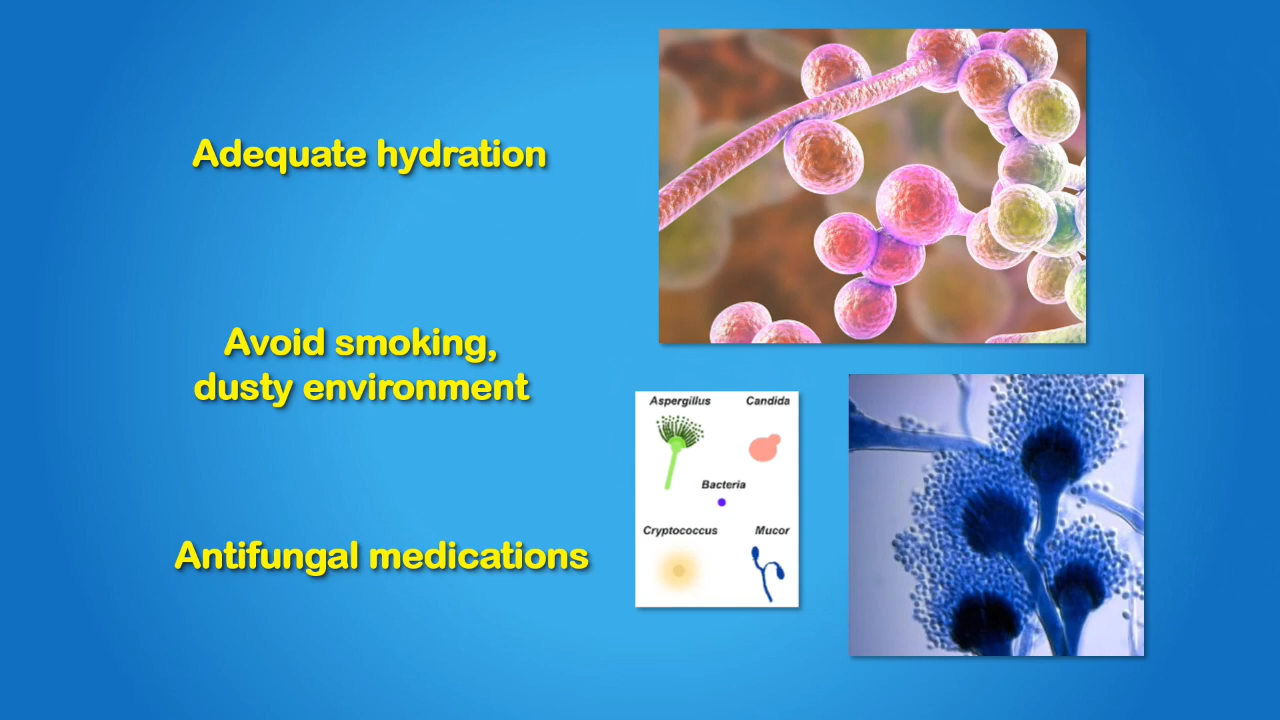 Adequate hydration
Avoid smoking,
dusty environment
Antifungal medications
Aspergillus
Candida
Bacteria
Cryptococcus
Mucor